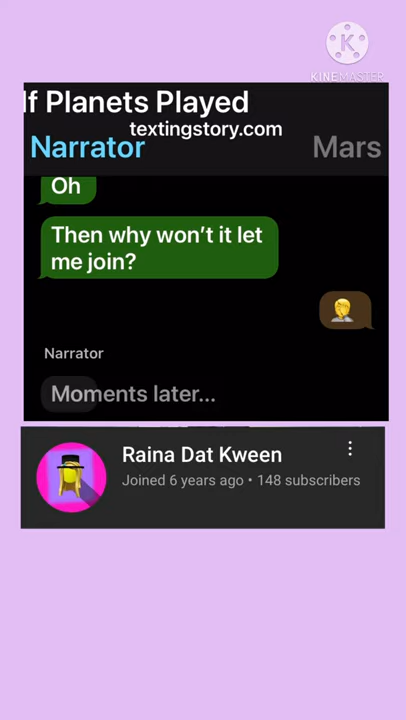 KINEMASTER
If Planets Played
textingstory.com
Narrator
Mars
Oh
Then why won't it let
me join?
Narrator
Moments later...
Raina Dat Kween
Joined 6 years ago • 148 subscribers